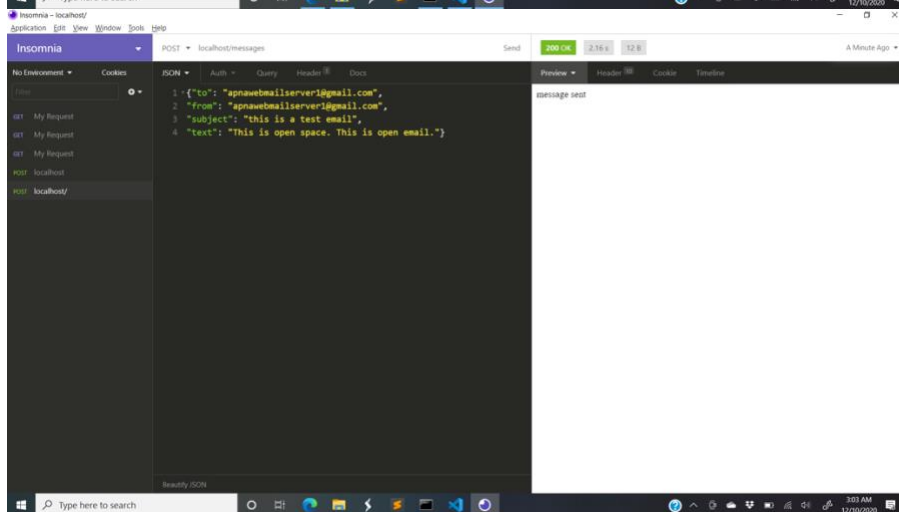 12/10/2020
Insomnia – localhost/
Application Edit View Window Tools Help
Insomnia
POST localhost/messages Send
200 OK 2.16 s 12 B A Minute Ago
No Environment Cookies
JSON Auth Query Header Docs
Preview Header Cookie Timeline
Filter
1 {"to": "apnawebmailserver1@gmail.com",
2 "from": "apnawebmailserver1@gmail.com",
3 "subject": "this is a test email",
4 "text": "This is open space. This is open email."}
message sent
GET My Request
GET My Request
GET My Request
POST localhost
POST localhost/
Beautify JSON
Type here to search
3:03 AM
12/10/2020